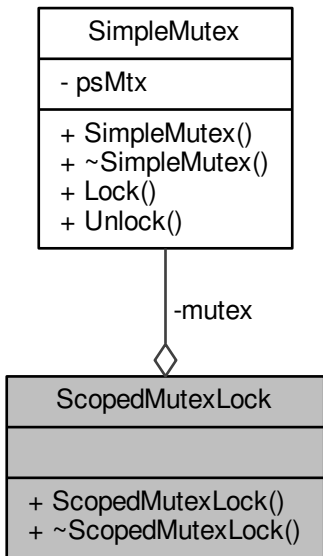 SimpleMutex
- psMtx
+ SimpleMutex()
+ ~SimpleMutex()
+ Lock()
+ Unlock()
-mutex
ScopedMutexLock
+ ScopedMutexLock()
+ ~ScopedMutexLock()